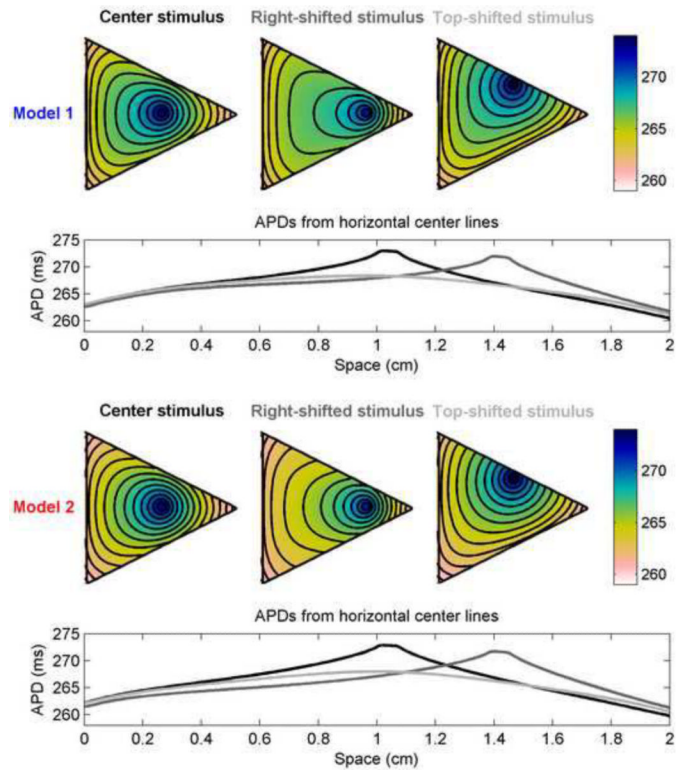 Center stimulus Right-shifted stimulus Top-shifted stimulus
Model 1
270
265
260
APDs from horizontal center lines
275
270
265
260
APD (ms)
0 0.2 0.4 0.6 0.8 1 1.2 1.4 1.6 1.8 2
Space (cm)
Center stimulus Right-shifted stimulus Top-shifted stimulus
Model 2
270
265
260
APDs from horizontal center lines
275
270
265
260
APD (ms)
0 0.2 0.4 0.6 0.8 1 1.2 1.4 1.6 1.8 2
Space (cm)